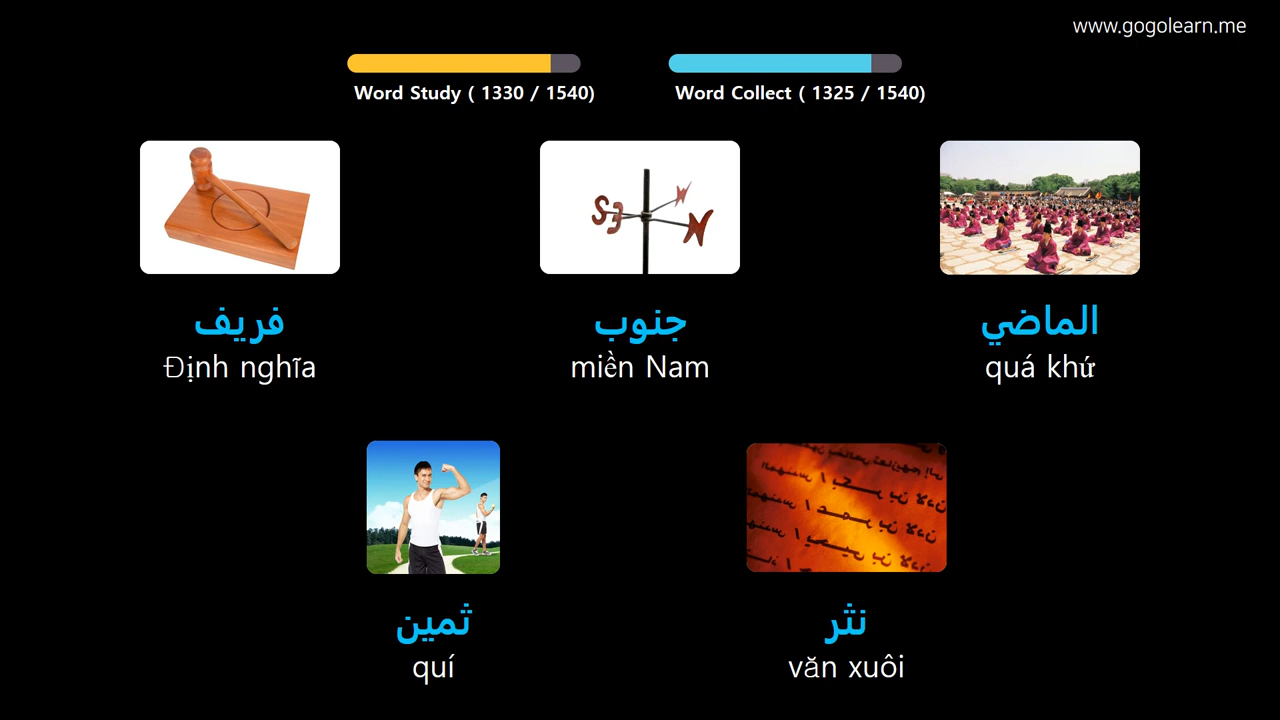 www.gogolearn.me
Word Study ( 1330 / 1540)
Word Collect ( 1325 / 1540)
فريف
Định nghĩa
جنوب
miền Nam
الماضي
quá khứ
ثمين
quí
نثر
văn xuôi